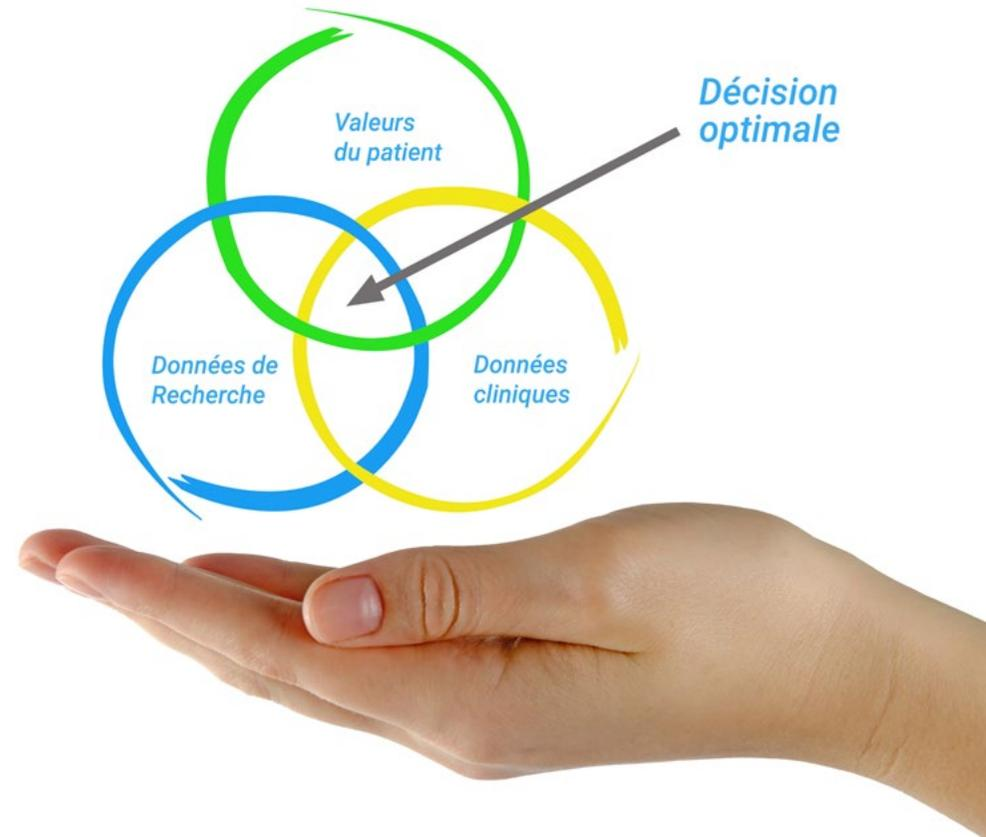 Valeurs
du patient
Décision
optimale
Données de
Recherche
Données
cliniques